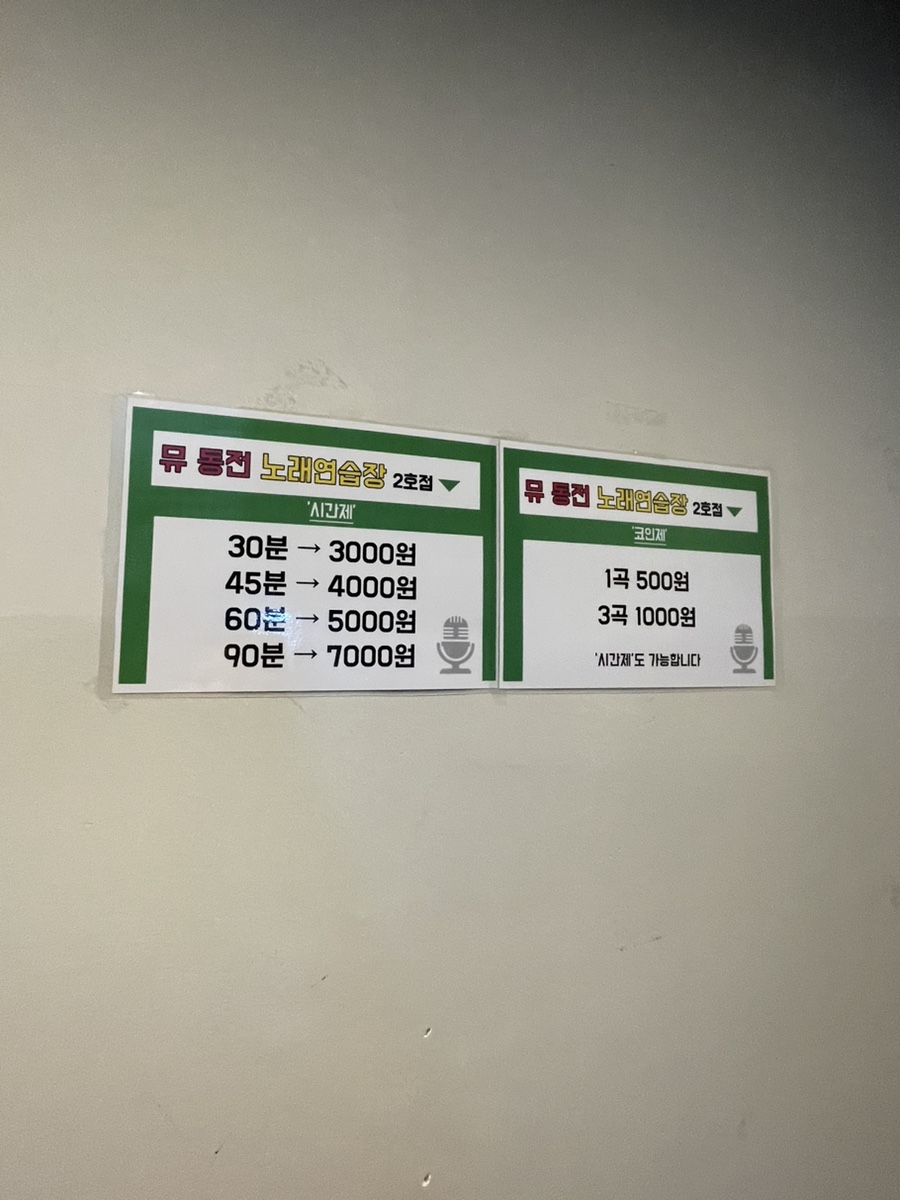 뮤 동전 노래연습장 2호점
'시간제'
30분 → 3000원
45분 → 4000원
60분 → 5000원
90분 → 7000원
뮤 동전 노래연습장 2호점
'코인제'
1곡 500원
3곡 1000원
'시간제'도 가능합니다